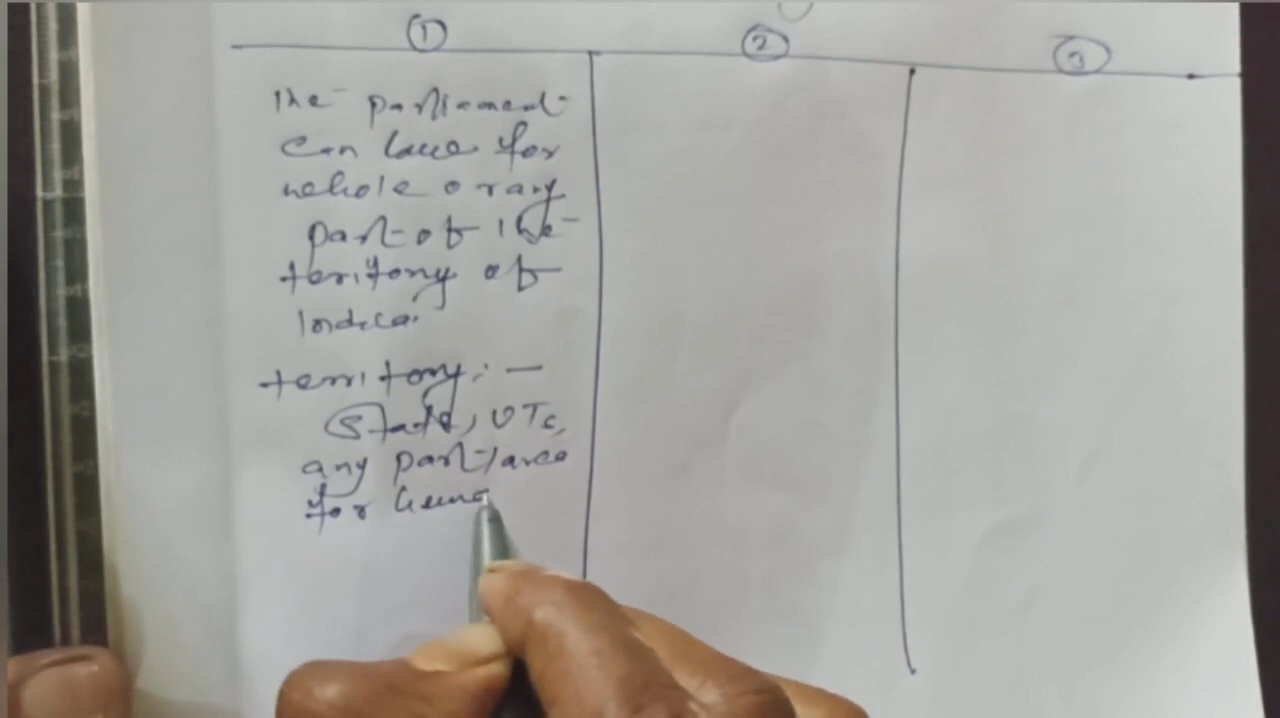 ① ② ③
The parliament
can law for
whole or any
part of the
territory of
India.
territory: —
State, UTs,
any part/area
for